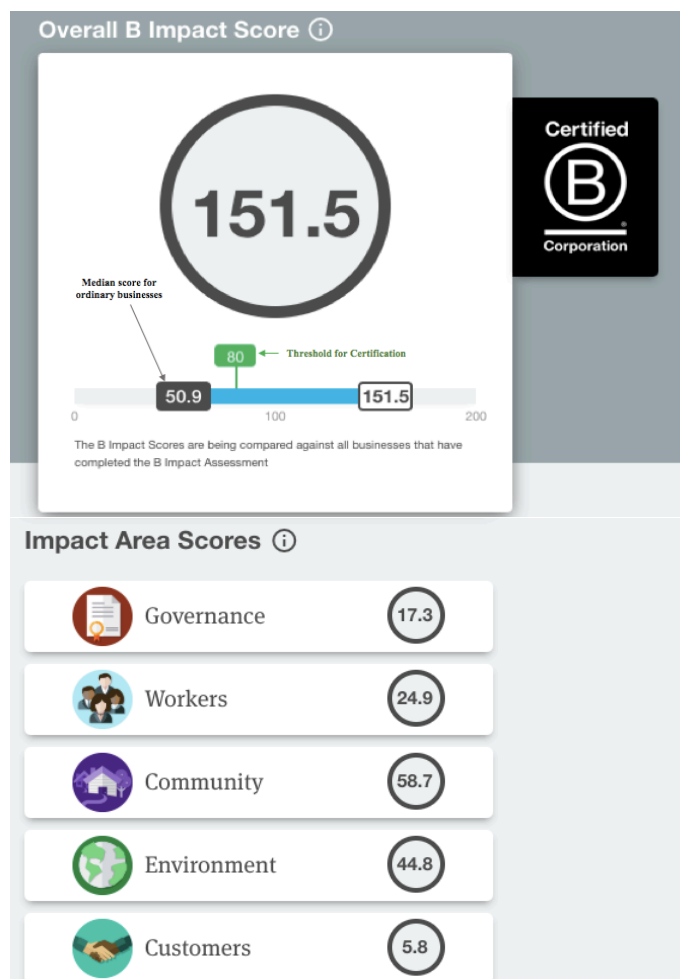 Overall B Impact Score
151.5
Certified
B
®
Corporation
Median score for
ordinary businesses
80
Threshold for Certification
50.9
151.5
0
100
200
The B Impact Scores are being compared against all businesses that have
completed the B Impact Assessment
Impact Area Scores
Governance 17.3
Workers 24.9
Community 58.7
Environment 44.8
Customers 5.8